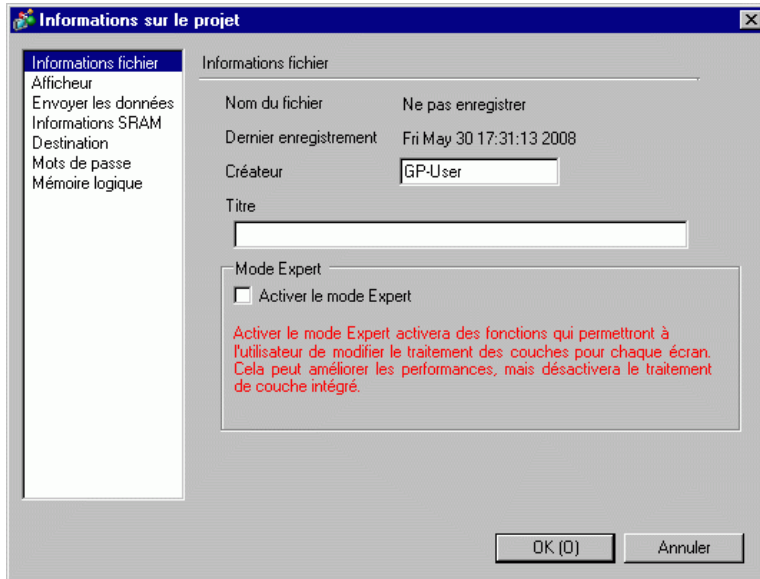 Informations sur le projet
Informations fichier
Afficheur
Envoyer les données
Informations SRAM
Destination
Mots de passe
Mémoire logique
Informations fichier
Nom du fichier Ne pas enregistrer
Dernier enregistrement Fri May 30 17:31:13 2008
Créateur GP-User
Titre
Mode Expert
Activer le mode Expert
Activer le mode Expert activera des fonctions qui permettront à
l'utilisateur de modifier le traitement des couches pour chaque écran.
Cela peut améliorer les performances, mais désactivera le traitement
de couche intégré.
OK (O) Annuler